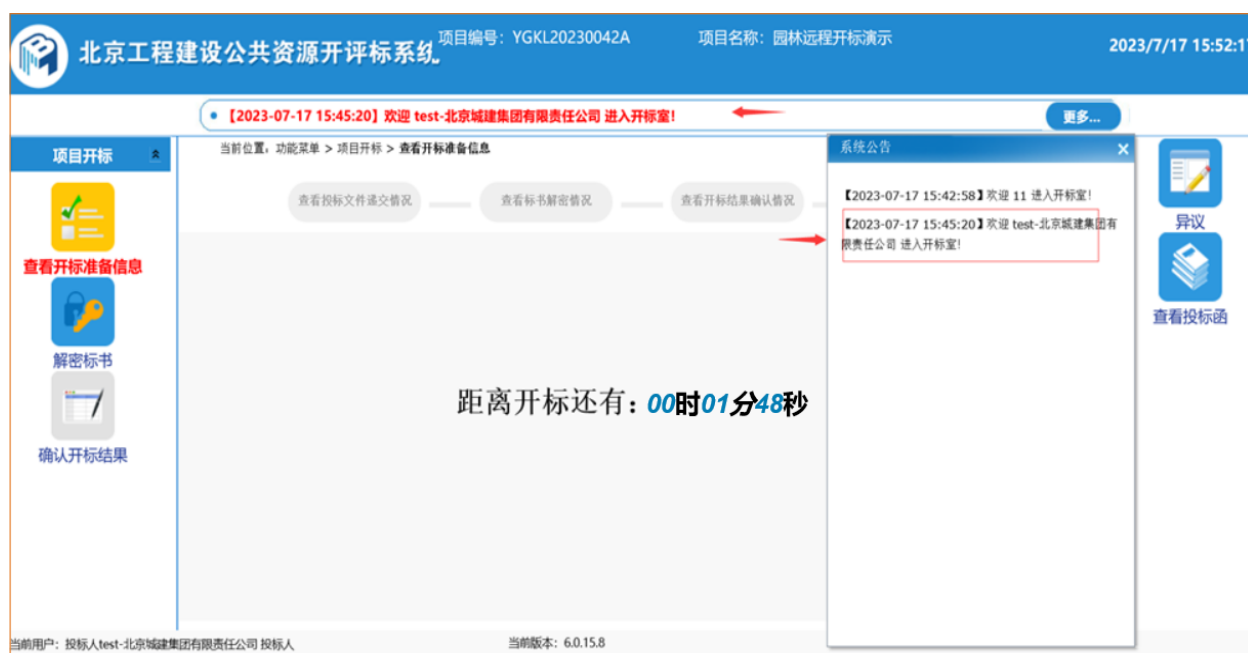 北京工程建设公共资源开评标系统
项目编号：YGKL20230042A
项目名称：园林远程开标演示
2023/7/17 15:52:17
【2023-07-17 15:45:20】欢迎 test-北京城建集团有限责任公司 进入开标室！
更多...
项目开标
当前位置：功能菜单 > 项目开标 > 查看开标准备信息
查看投标文件递交情况
查看标书解密情况
查看开标结果确认情况
查看开标准备信息
解密标书
确认开标结果
距离开标还有：00时01分48秒
系统公告
【2023-07-17 15:42:58】欢迎 11 进入开标室！
【2023-07-17 15:45:20】欢迎 test-北京城建集团有
限责任公司 进入开标室！
异议
查看投标函
当前用户：投标人test-北京城建集团有限责任公司 投标人
当前版本：6.0.15.8